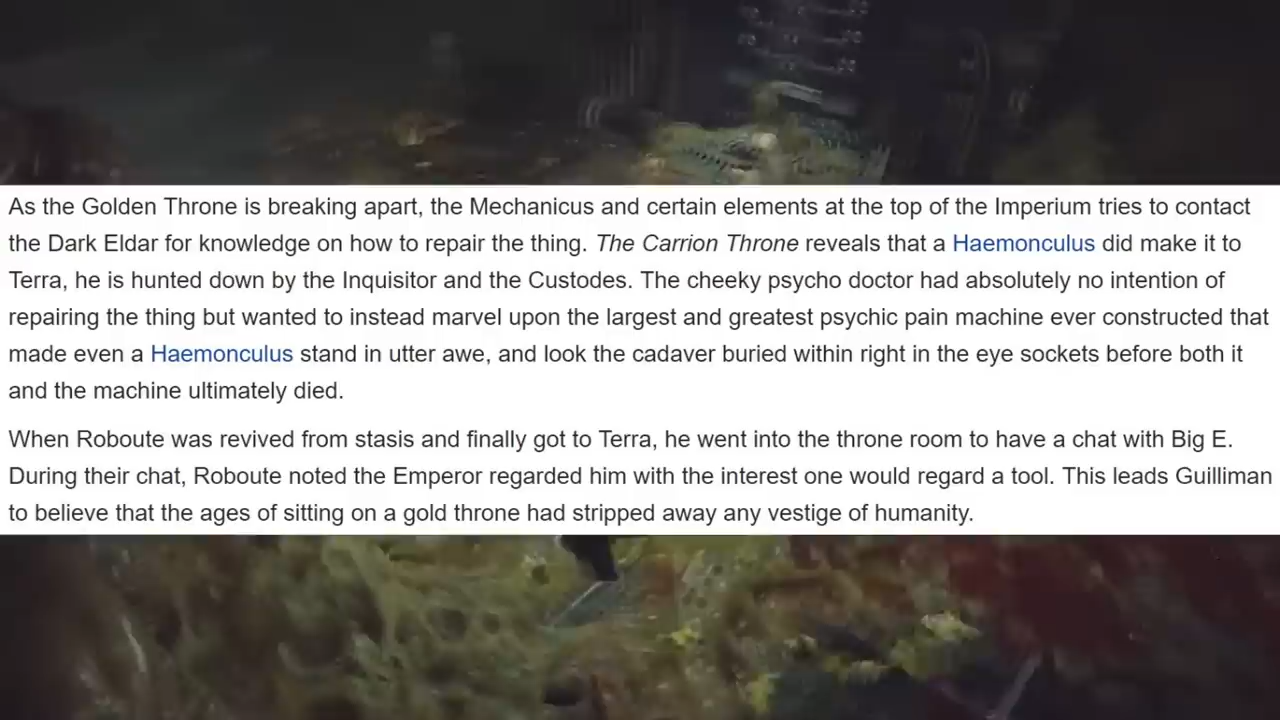 As the Golden Throne is breaking apart, the Mechanicus and certain elements at the top of the Imperium tries to contact
the Dark Eldar for knowledge on how to repair the thing. The Carrion Throne reveals that a Haemonculus did make it to
Terra, he is hunted down by the Inquisitor and the Custodes. The cheeky psycho doctor had absolutely no intention of
repairing the thing but wanted to instead marvel upon the largest and greatest psychic pain machine ever constructed that
made even a Haemonculus stand in utter awe, and look the cadaver buried within right in the eye sockets before both it
and the machine ultimately died.
When Roboute was revived from stasis and finally got to Terra, he went into the throne room to have a chat with Big E.
During their chat, Roboute noted the Emperor regarded him with the interest one would regard a tool. This leads Guilliman
to believe that the ages of sitting on a gold throne had stripped away any vestige of humanity.